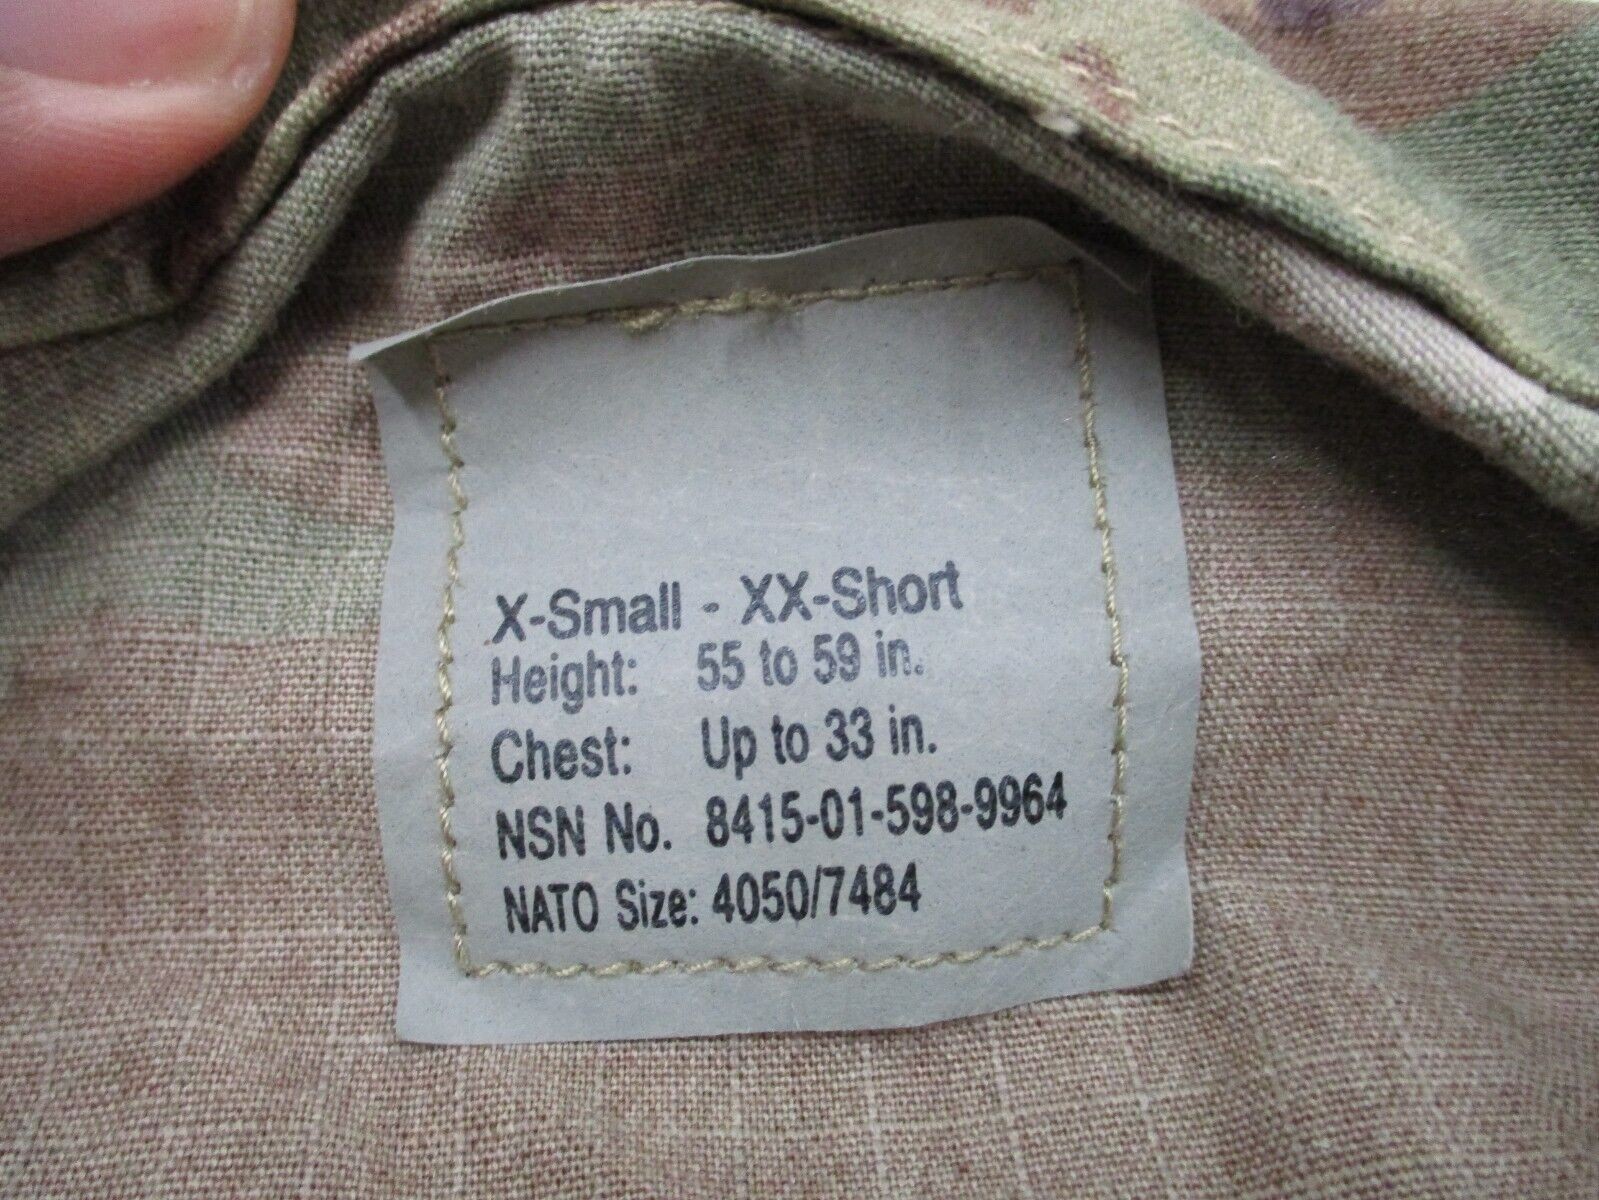 X-Small - XX-Short
Height: 55 to 59 in.
Chest: Up to 33 in.
NSN No. 8415-01-598-9964
NATO Size: 4050/7484